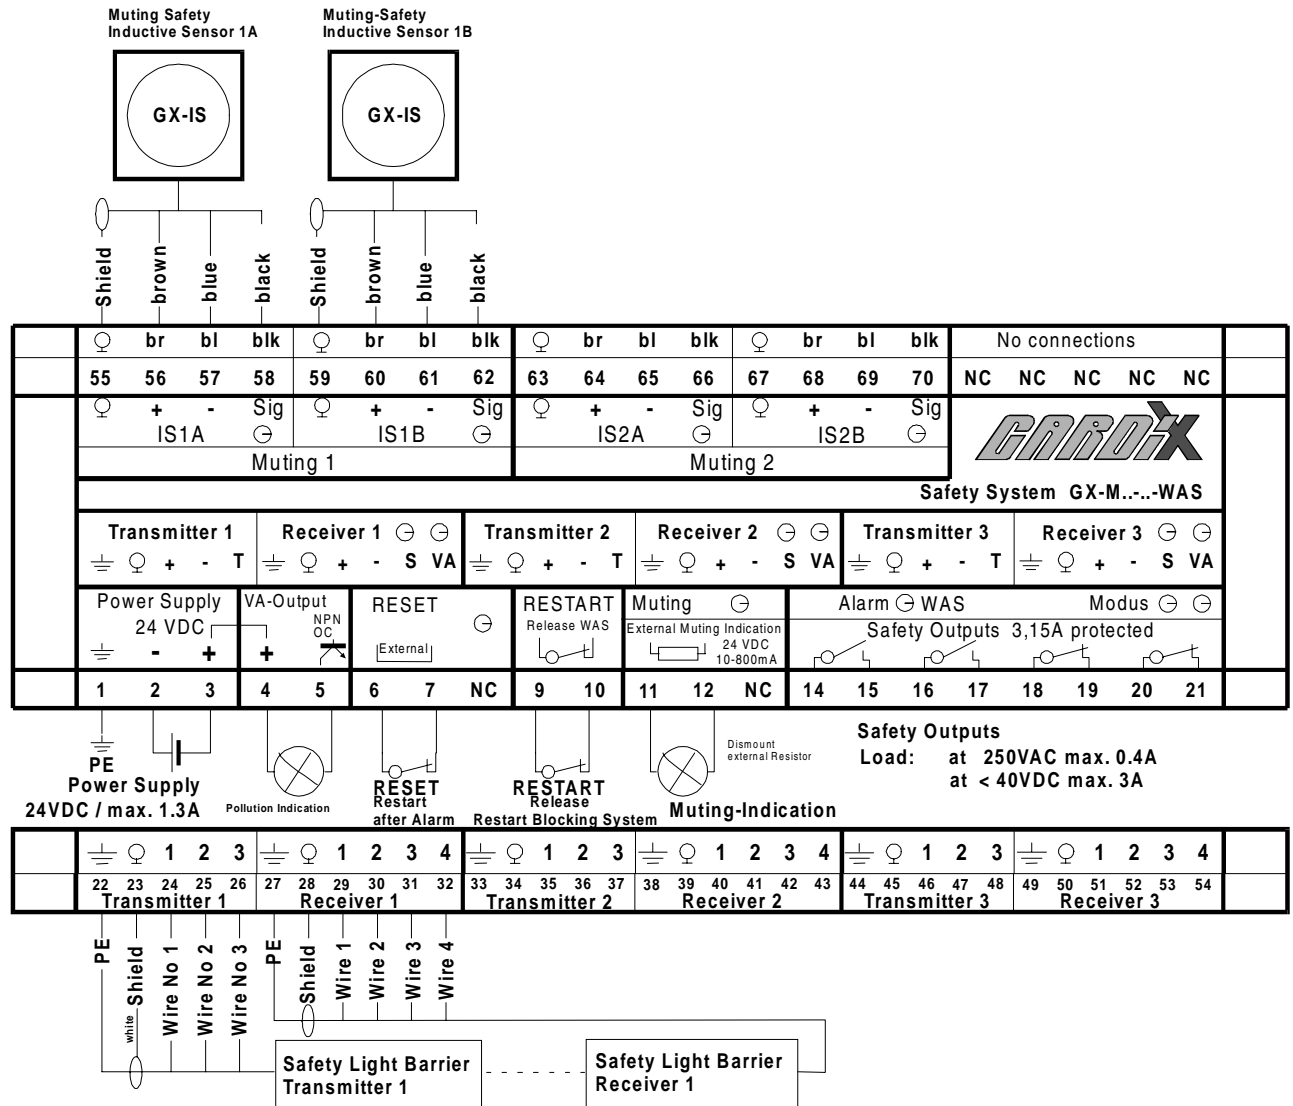 Muting Safety
Inductive Sensor 1A
Muting-Safety
Inductive Sensor 1B
GX-IS
GX-IS
Shield
brown
blue
black
Shield
brown
blue
black
br bl blk br bl blk br bl blk br bl blk No connections
55 56 57 58 59 60 61 62 63 64 65 66 67 68 69 70 NC NC NC NC NC
+ - Sig + - Sig + - Sig + - Sig
IS1A IS1B IS2A IS2B
GARDiX
Muting 1 Muting 2
Safety System GX-M..-..-WAS
Transmitter 1 Receiver 1 Transmitter 2 Receiver 2 Transmitter 3 Receiver 3
+ - T + - S VA + - T + - S VA + - T + - S VA
Power Supply
24 VDC
- +
VA-Output
NPN
OC
+
RESET
External
RESTART
Release WAS
Muting
External Muting Indication
24 VDC
10-800mA
Alarm WAS Modus
Safety Outputs 3,15A protected
1 2 3 4 5 6 7 NC 9 10 11 12 NC 14 15 16 17 18 19 20 21
PE
Power Supply
24VDC / max. 1.3A
Pollution Indication
RESET
Restart
after Alarm
RESTART
Release
Restart Blocking System
Dismount
external Resistor
Muting-Indication
Safety Outputs
Load: at 250VAC max. 0.4A
at < 40VDC max. 3A
1 2 3 1 2 3 4 1 2 3 1 2 3 4 1 2 3 1 2 3 4
22 23 24 25 26 27 28 29 30 31 32 33 34 35 36 37 38 39 40 41 42 43 44 45 46 47 48 49 50 51 52 53 54
Transmitter 1 Receiver 1 Transmitter 2 Receiver 2 Transmitter 3 Receiver 3
PE
white
Shield
Wire No 1
Wire No 2
Wire No 3
PE
Shield
Wire 1
Wire 2
Wire 3
Wire 4
Safety Light Barrier
Transmitter 1
Safety Light Barrier
Receiver 1